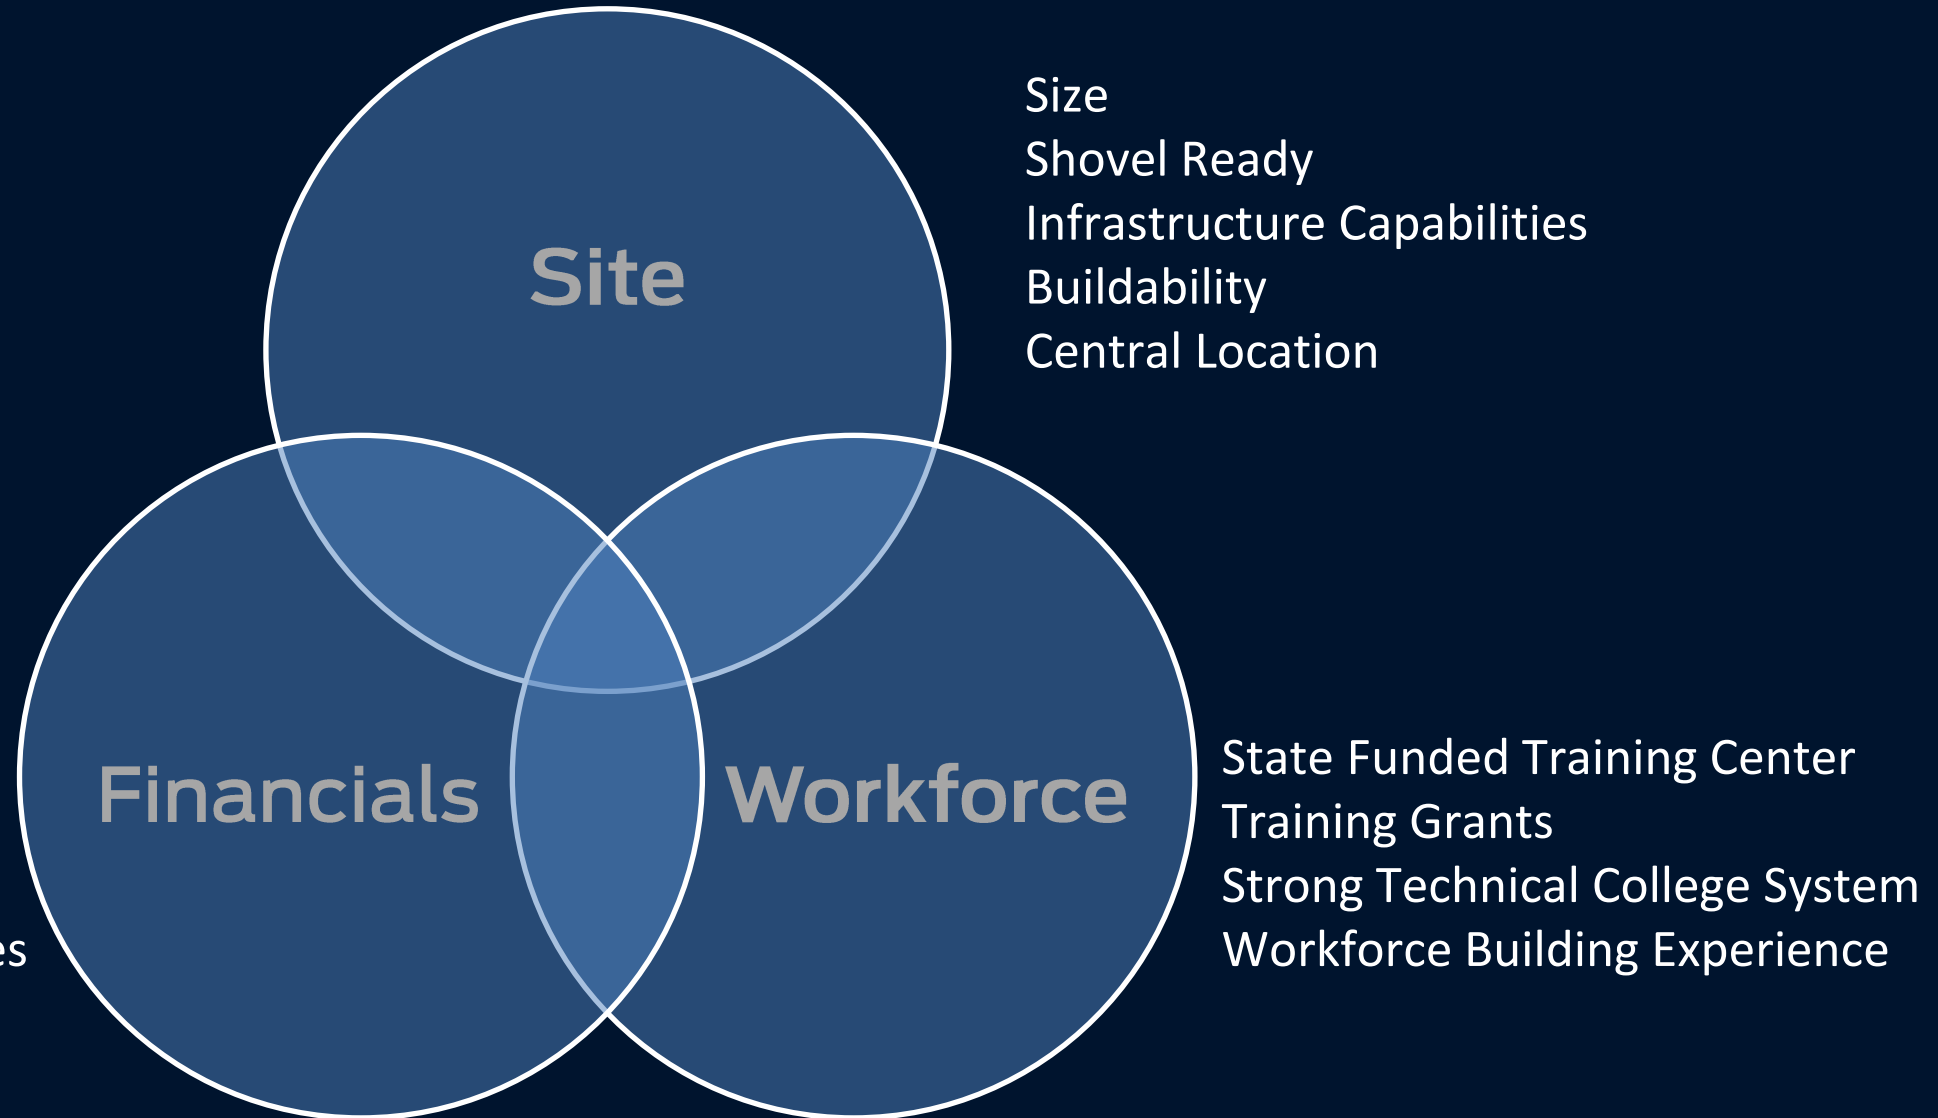 Size
Shovel Ready
Infrastructure Capabilities
Buildability
Central Location
Site
Financials
Workforce
State Funded Training Center
Training Grants
Strong Technical College System
Workforce Building Experience